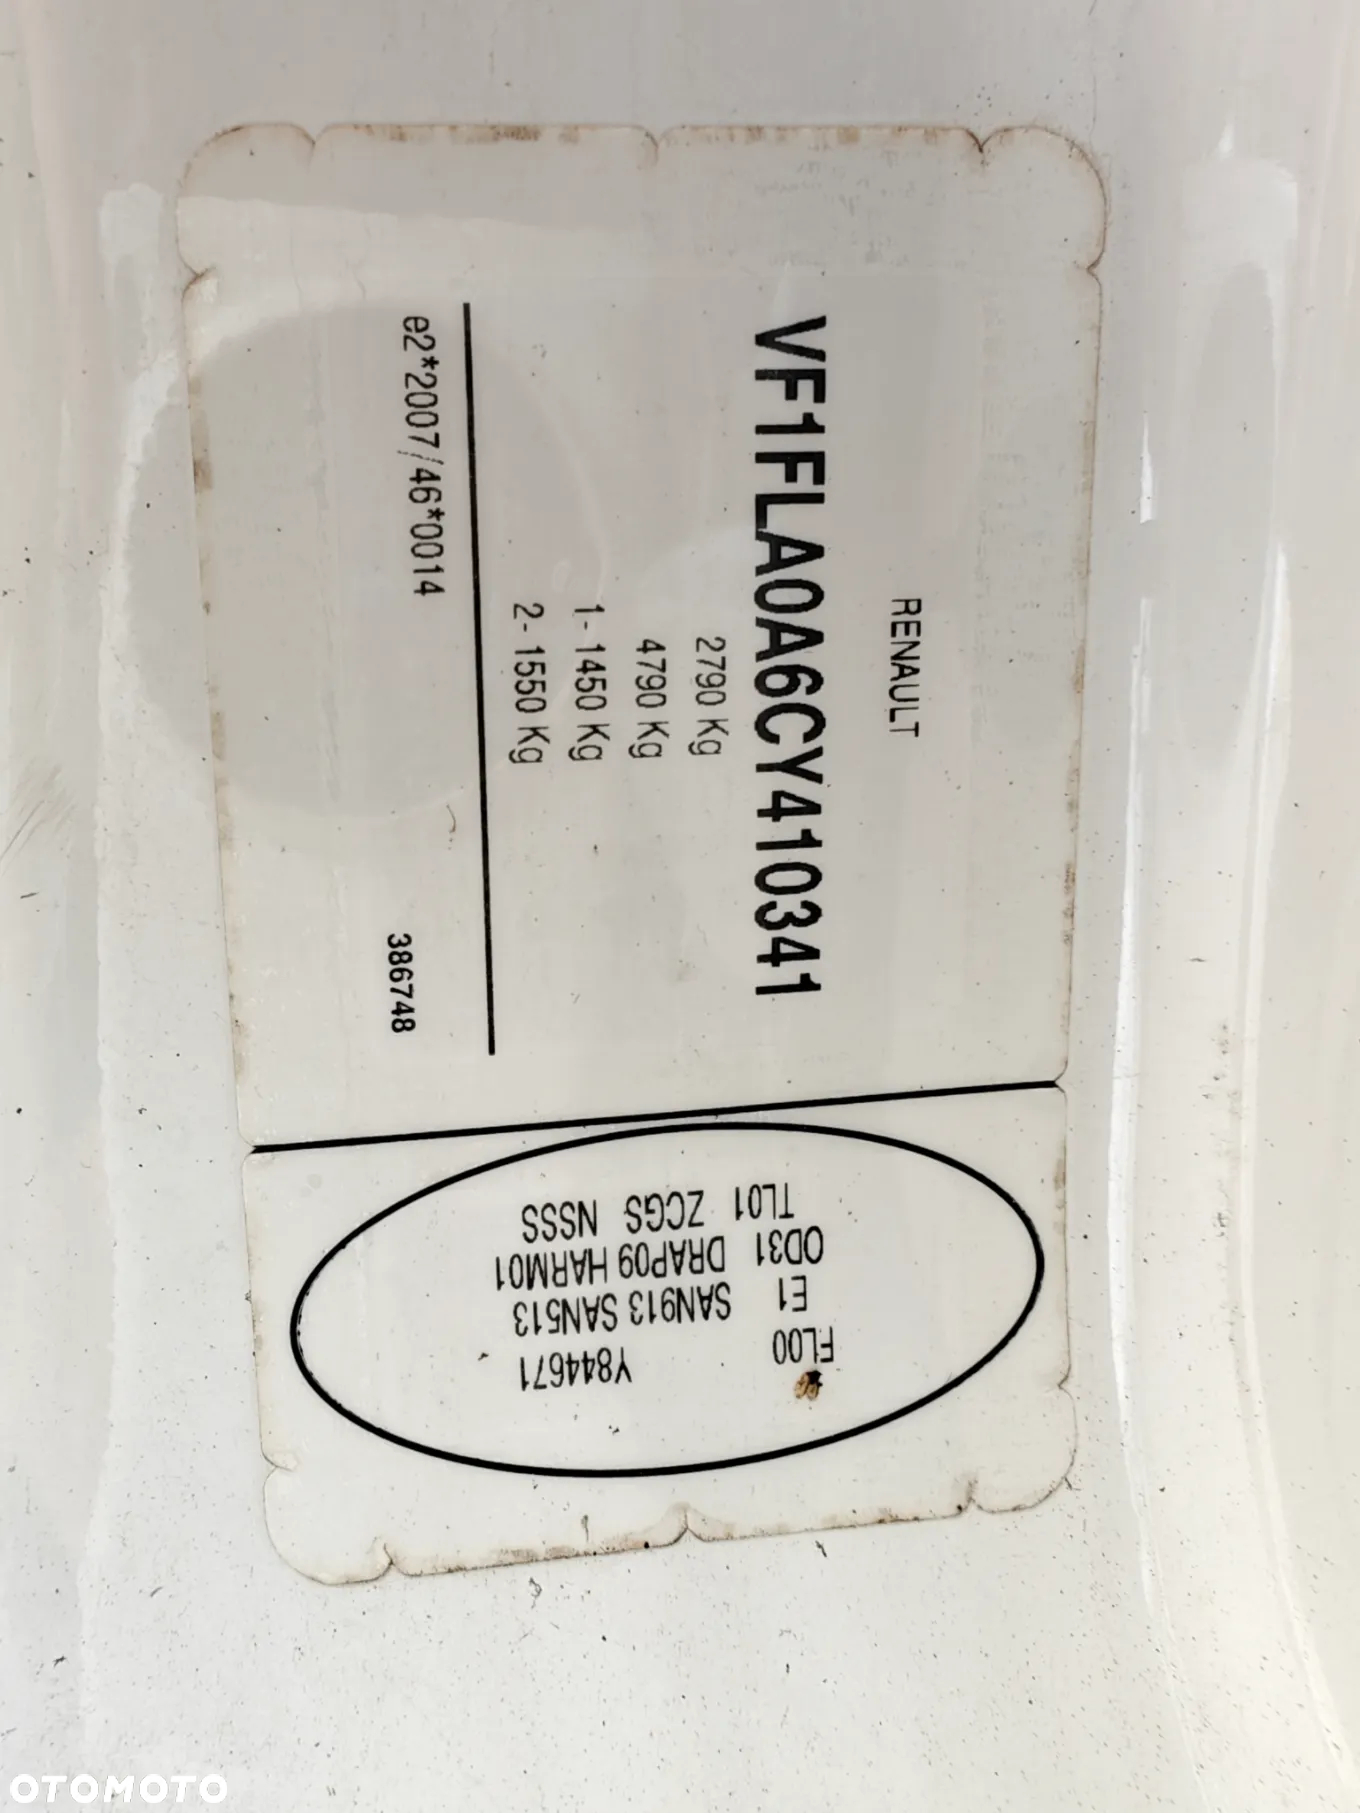 RENAULT
VF1FLA0A6CY410341
2790 Kg
4790 Kg
1- 1450 Kg
2- 1550 Kg
e2*2007/46*0014
386748
FL00 Y844671
E1 SAN913 SAN513
OD31 DRAP09 HARM01
TL01 ZCGS NSSS
OTOMOTO